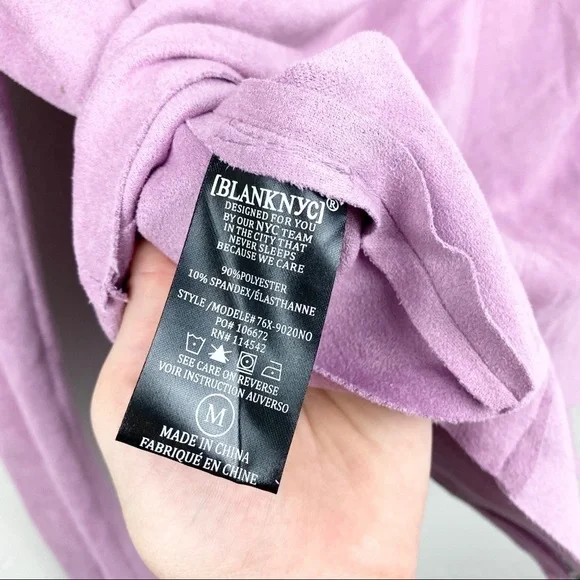 [BLANKNYC]®
DESIGNED FOR YOU
BY OUR NYC TEAM
IN THE CITY THAT
NEVER SLEEPS
BECAUSE WE CARE
90%POLYESTER
10% SPANDEX/ÉLASTHANNE
STYLE /MODELE# 76X-9020NO
PO# 106672
RN# 114542
SEE CARE ON REVERSE
VOIR INSTRUCTION AUVERSO
M
MADE IN CHINA
FABRIQUÉ EN CHINE